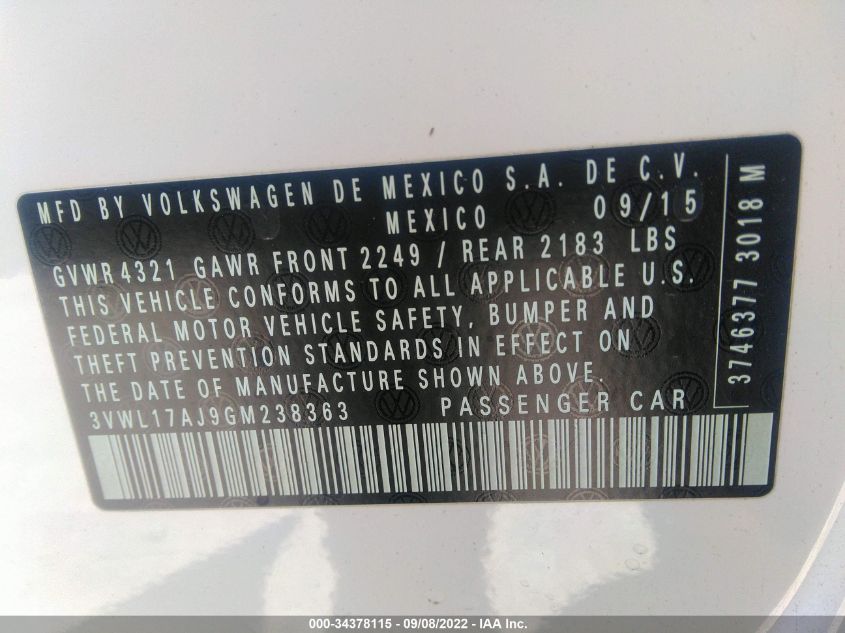 MFD BY VOLKSWAGEN DE MEXICO S.A. DE C.V.
MEXICO 09/15
GVWR 4321 GAWR FRONT 2249 / REAR 2183 LBS
THIS VEHICLE CONFORMS TO ALL APPLICABLE U.S.
FEDERAL MOTOR VEHICLE SAFETY, BUMPER AND
THEFT PREVENTION STANDARDS IN EFFECT ON
THE DATE OF MANUFACTURE SHOWN ABOVE.
3VWL17AJ9GM238363 PASSENGER CAR
3746377 3018 M
000-34378115 - 09/08/2022 - IAA Inc.